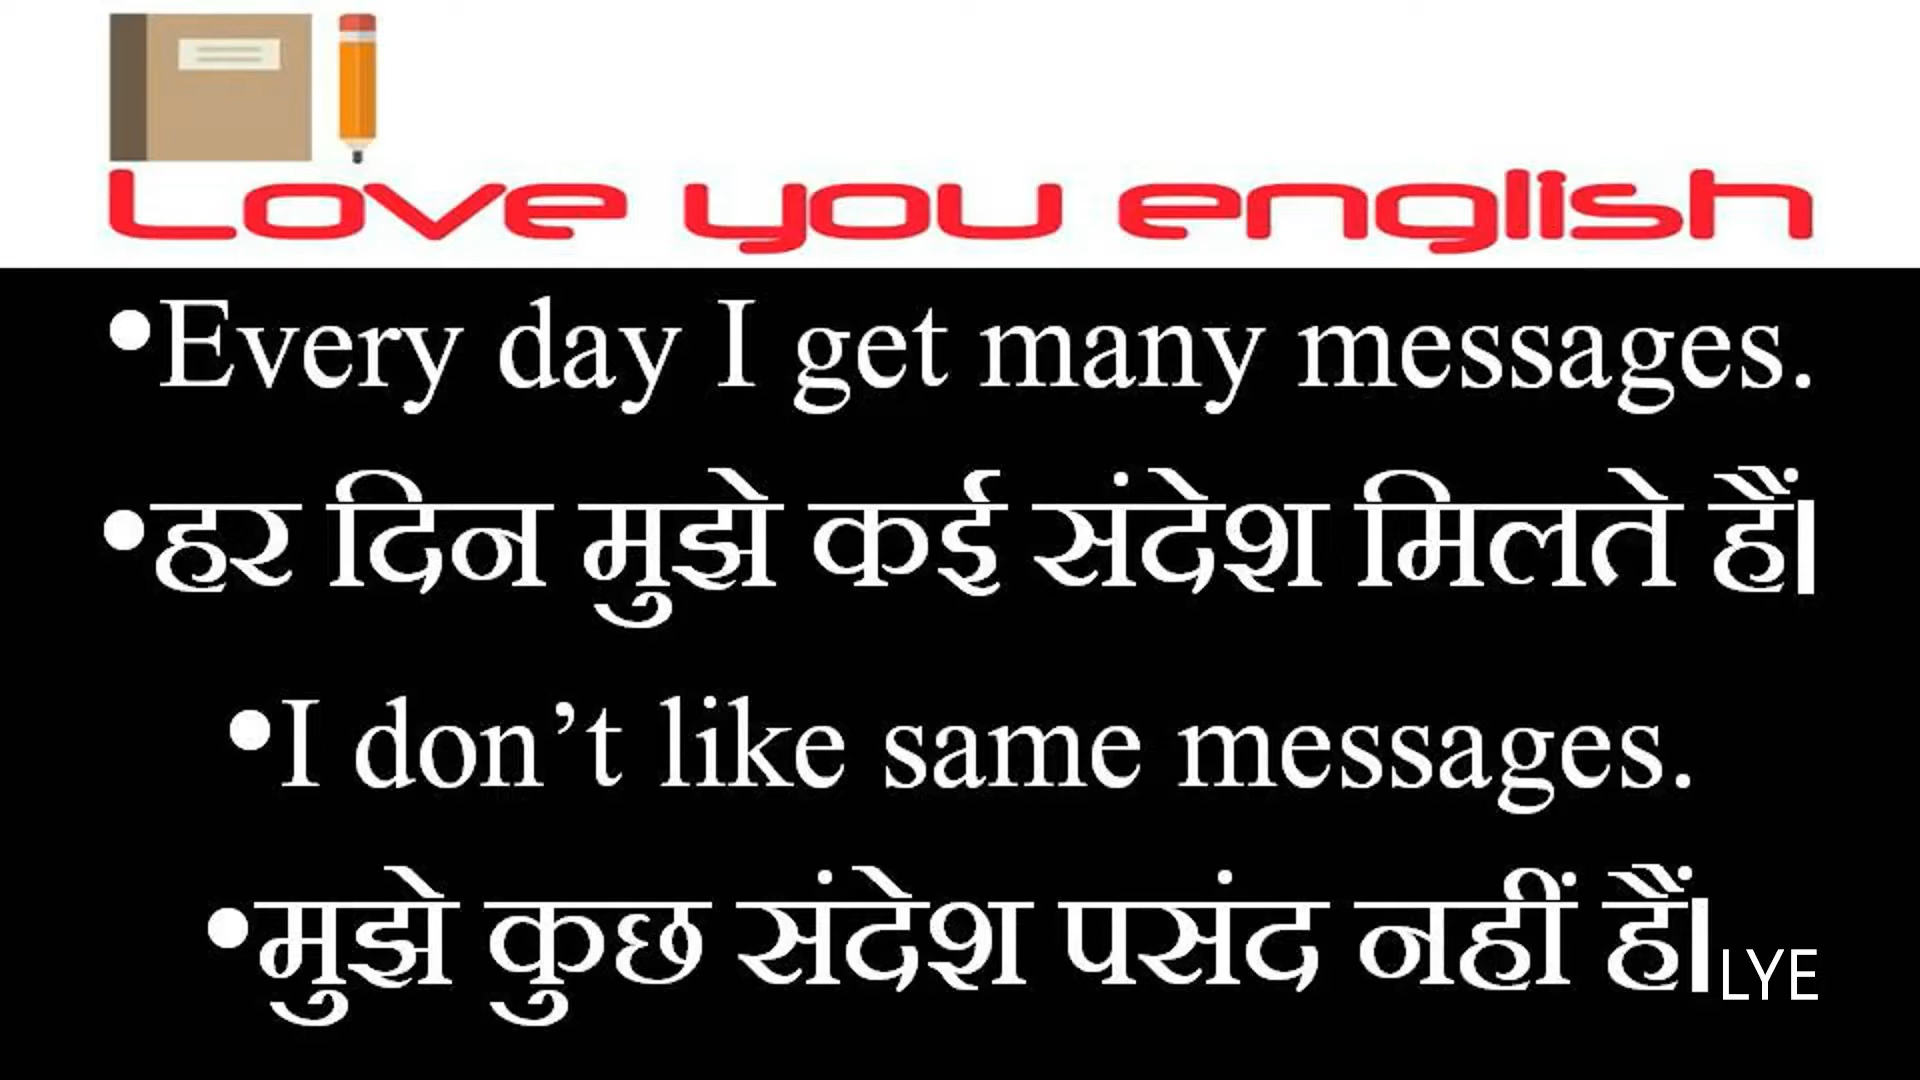 Love you english
•Every day I get many messages.
•हर दिन मुझे कई संदेश मिलते हैं।
•I don’t like same messages.
•मुझे कुछ संदेश पसंद नहीं हैं।
LYE